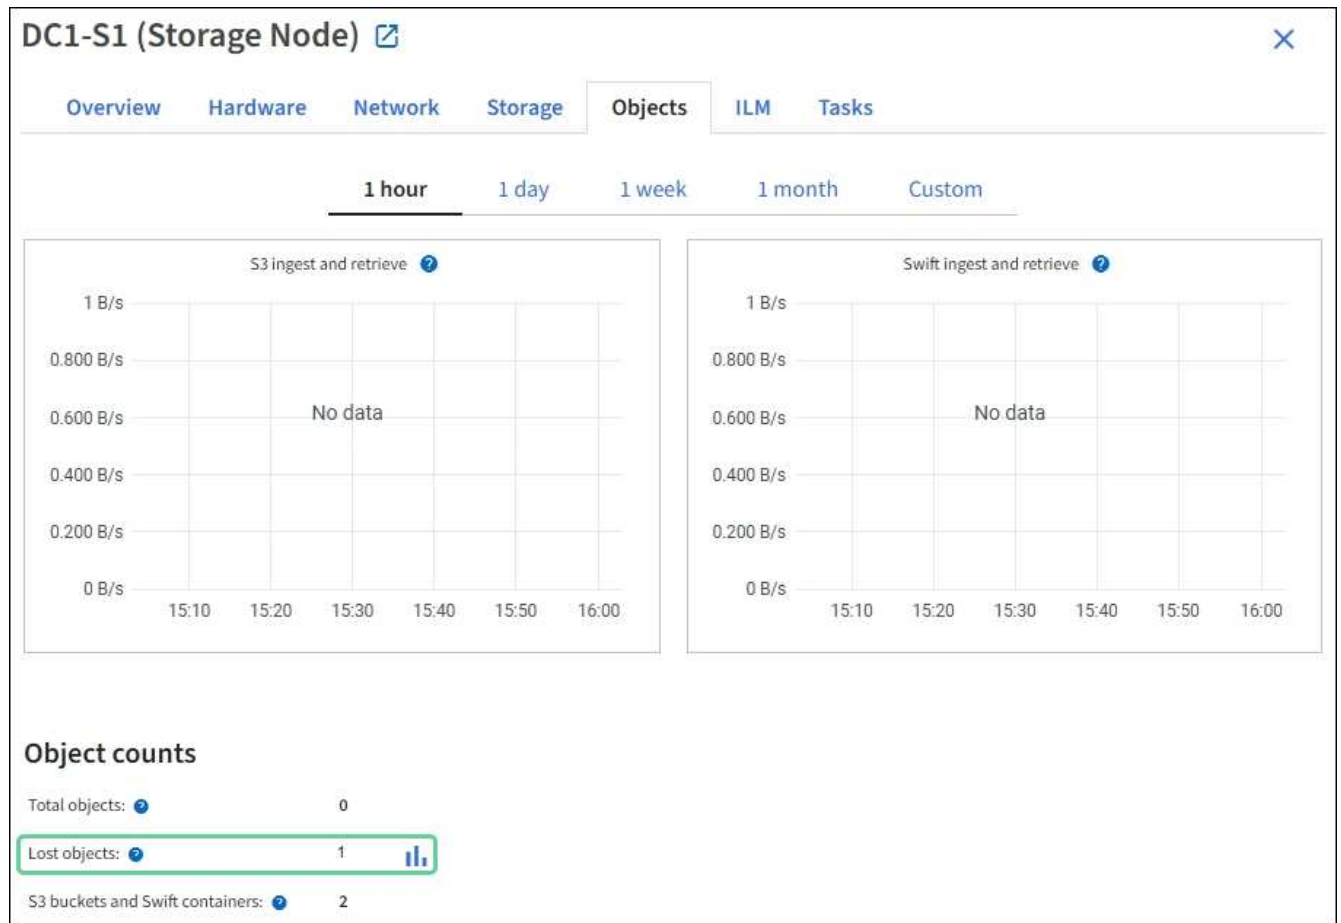 DC1-S1 (Storage Node)
Overview Hardware Network Storage Objects ILM Tasks
1 hour 1 day 1 week 1 month Custom
S3 ingest and retrieve
1 B/s
0.800 B/s
0.600 B/s
0.400 B/s
0.200 B/s
0 B/s
No data
15:10 15:20 15:30 15:40 15:50 16:00
Swift ingest and retrieve
1 B/s
0.800 B/s
0.600 B/s
0.400 B/s
0.200 B/s
0 B/s
No data
15:10 15:20 15:30 15:40 15:50 16:00
Object counts
Total objects: 0
Lost objects: 1
S3 buckets and Swift containers: 2